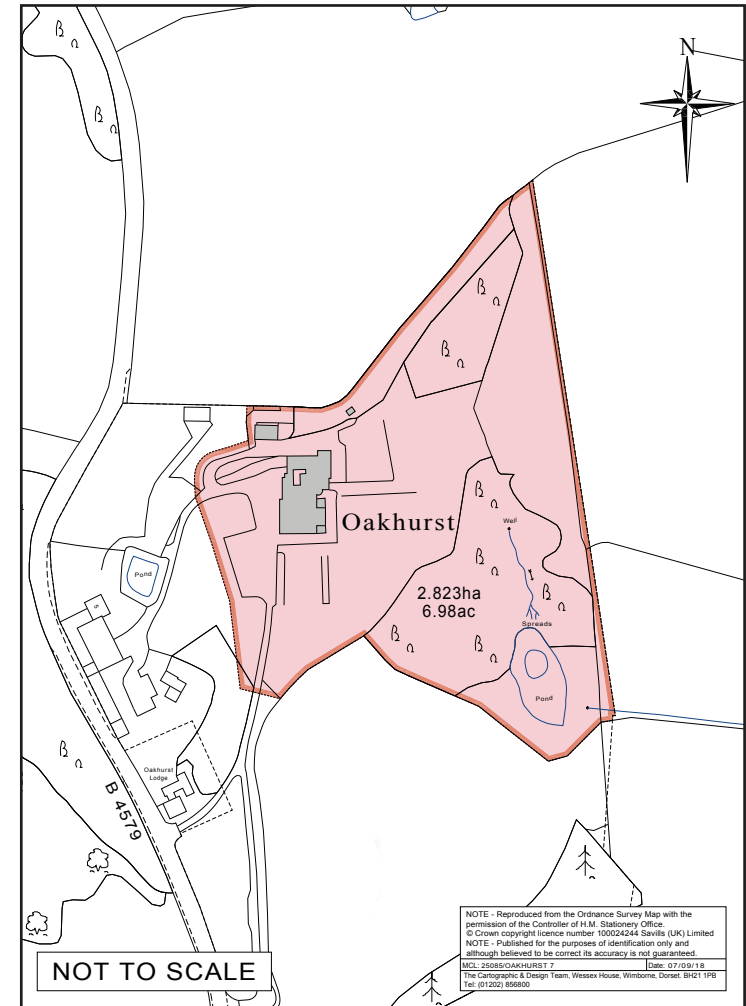 N
Oakhurst
Well
2.823ha
6.98ac
Spreads
Pond
Pond
S
Oakhurst
Lodge
B 4579
NOT TO SCALE
NOTE - Reproduced from the Ordnance Survey Map with the
permission of the Controller of H.M. Stationery Office.
© Crown copyright licence number 100024244 Savills (UK) Limited
NOTE - Published for the purposes of identification only and
although believed to be correct its accuracy is not guaranteed.
MCL: 25085/OAKHURST 7 Date: 07/09/18
The Cartographic & Design Team, Wessex House, Wimborne, Dorset. BH21 1PB
Tel: (01202) 856800